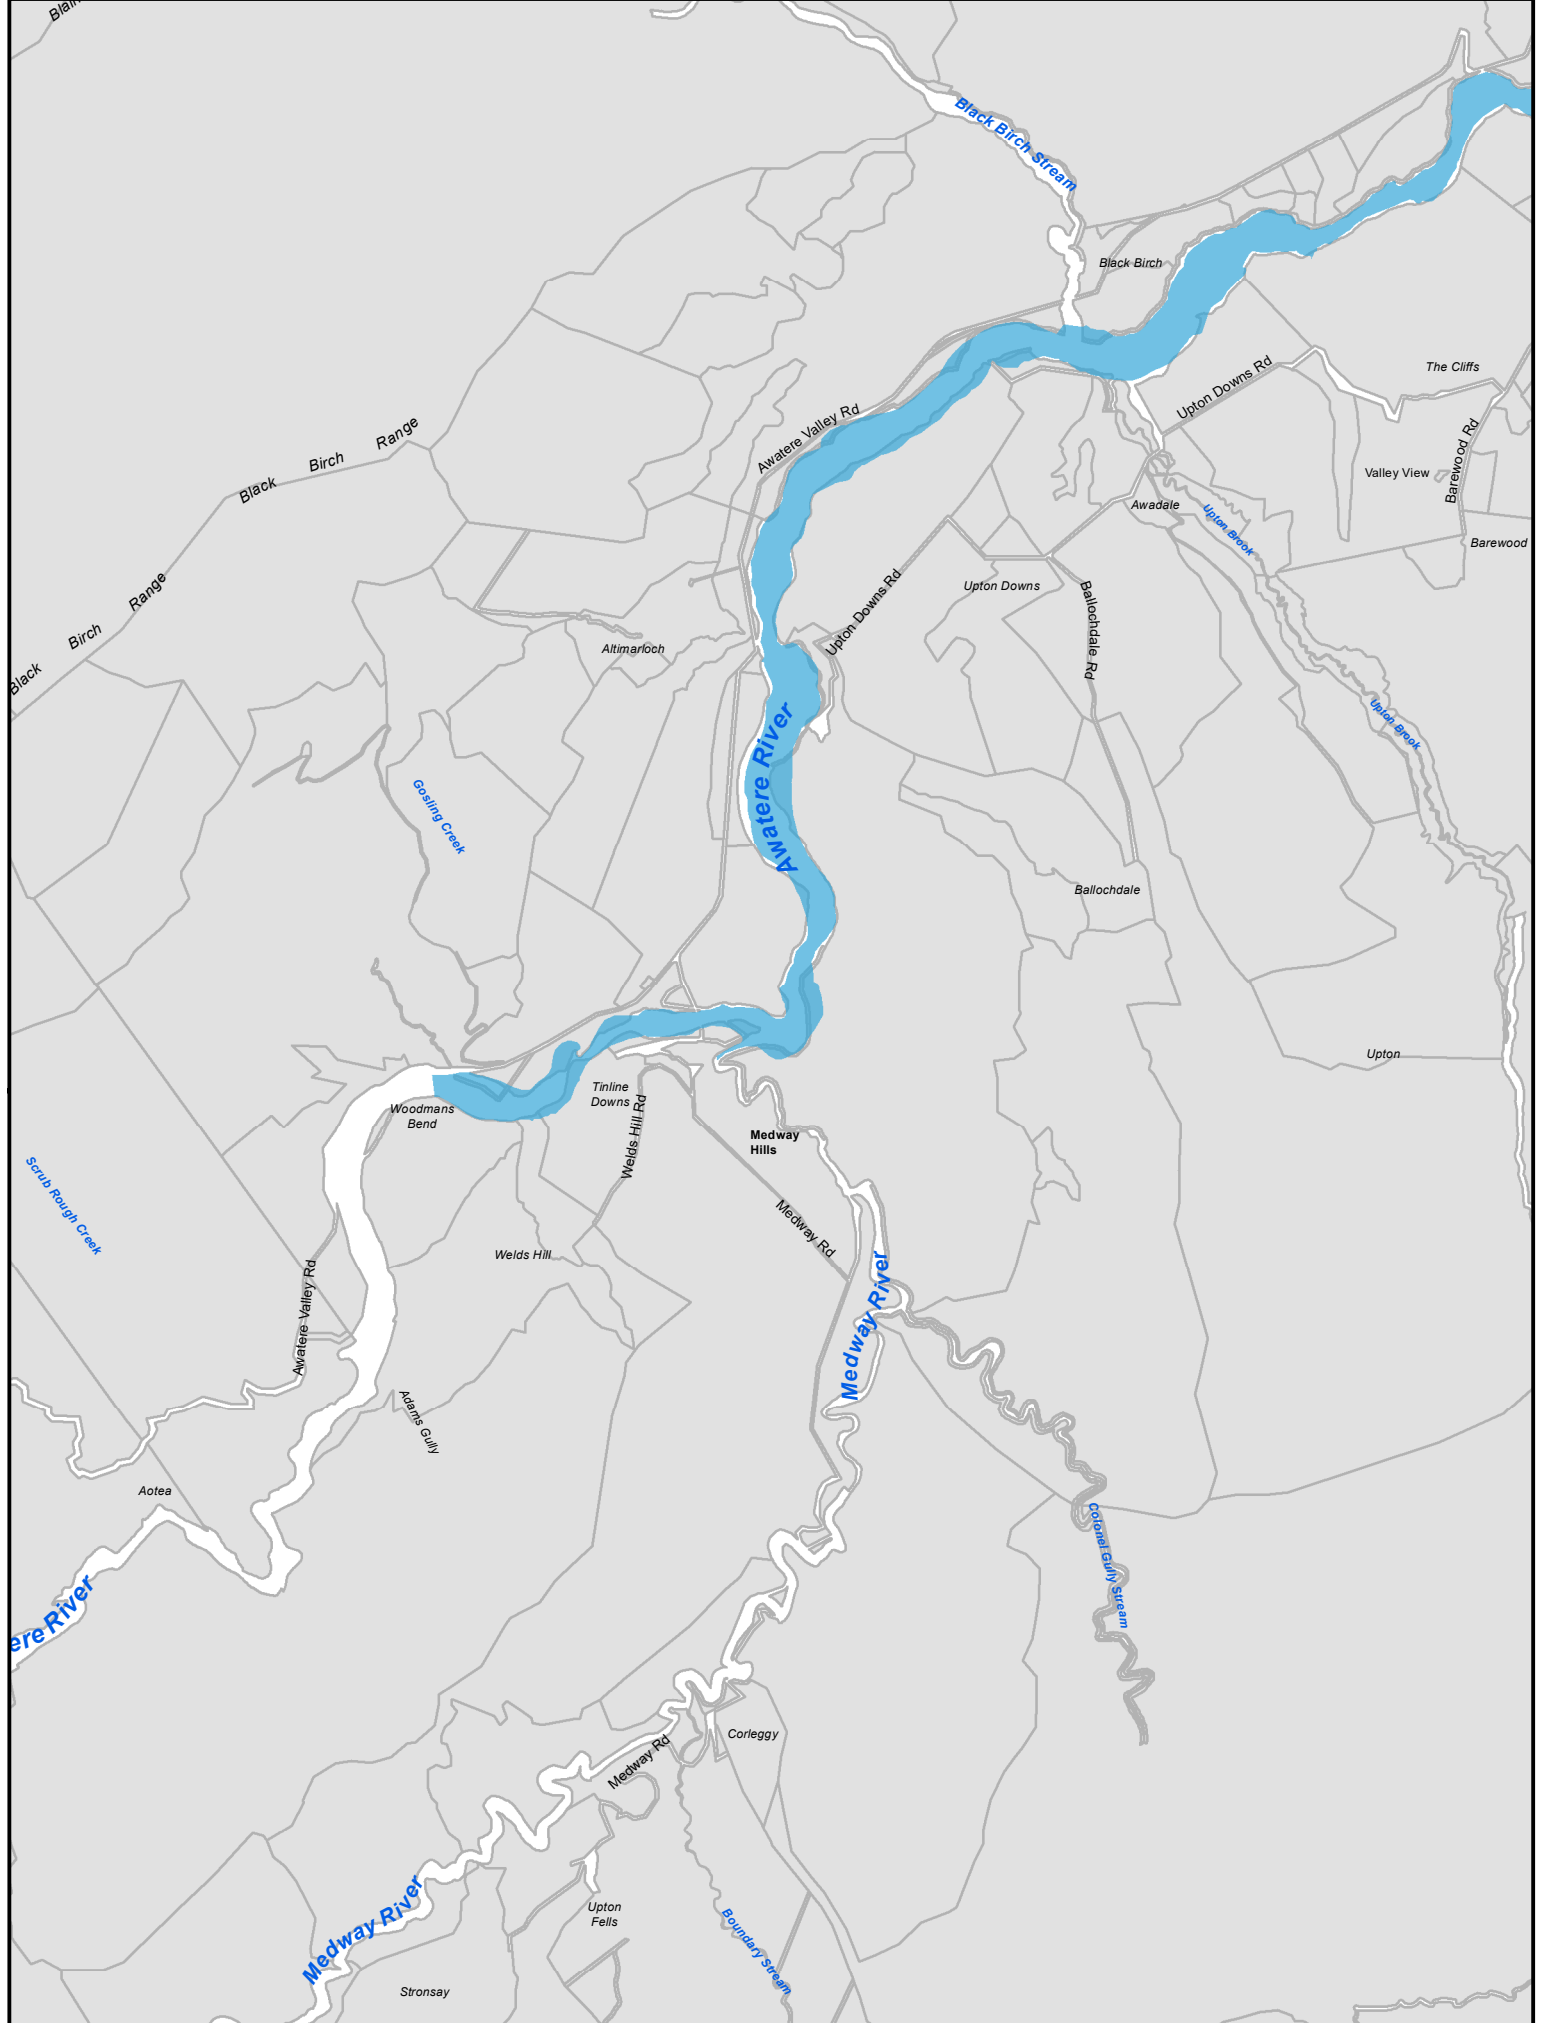 Black Birch Stream
Black Birch
The Cliffs
Upton Downs Rd
Awatere Valley Rd
Barewood Rd
Valley View
Black Birch Range
Awadale
Upton Brook
Barewood
Black Birch Range
Upton Downs
Upton Downs Rd
Ballochdale Rd
Altimarloch
Upton Brook
Awatere River
Gosling Creek
Ballochdale
Upton
Tinline
Downs
Woodmans
Bend
Welds Hill Rd
Medway
Hills
Scrub Rough Creek
Medway Rd
Welds Hill
Awatere Valley Rd
Medway River
Adams Gully
Aotea
Colonel Gully Stream
ere River
Corleggy
Medway Rd
Medway River
Upton
Fells
Boundary Stream
Stronsay